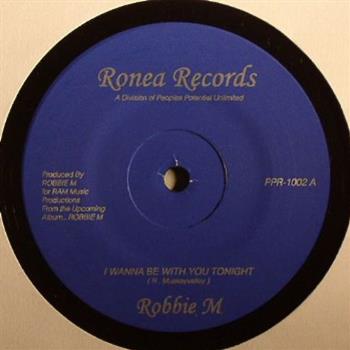 Ronea Records
A Division of Peoples Potential Unlimited
Produced By
ROBBIE M
for RAM Music
Productions
From the Upcoming
Album.. ROBBIE M
PPR-1002 A
I WANNA BE WITH YOU TONIGHT
( R. Muskeyvalley )
Robbie M